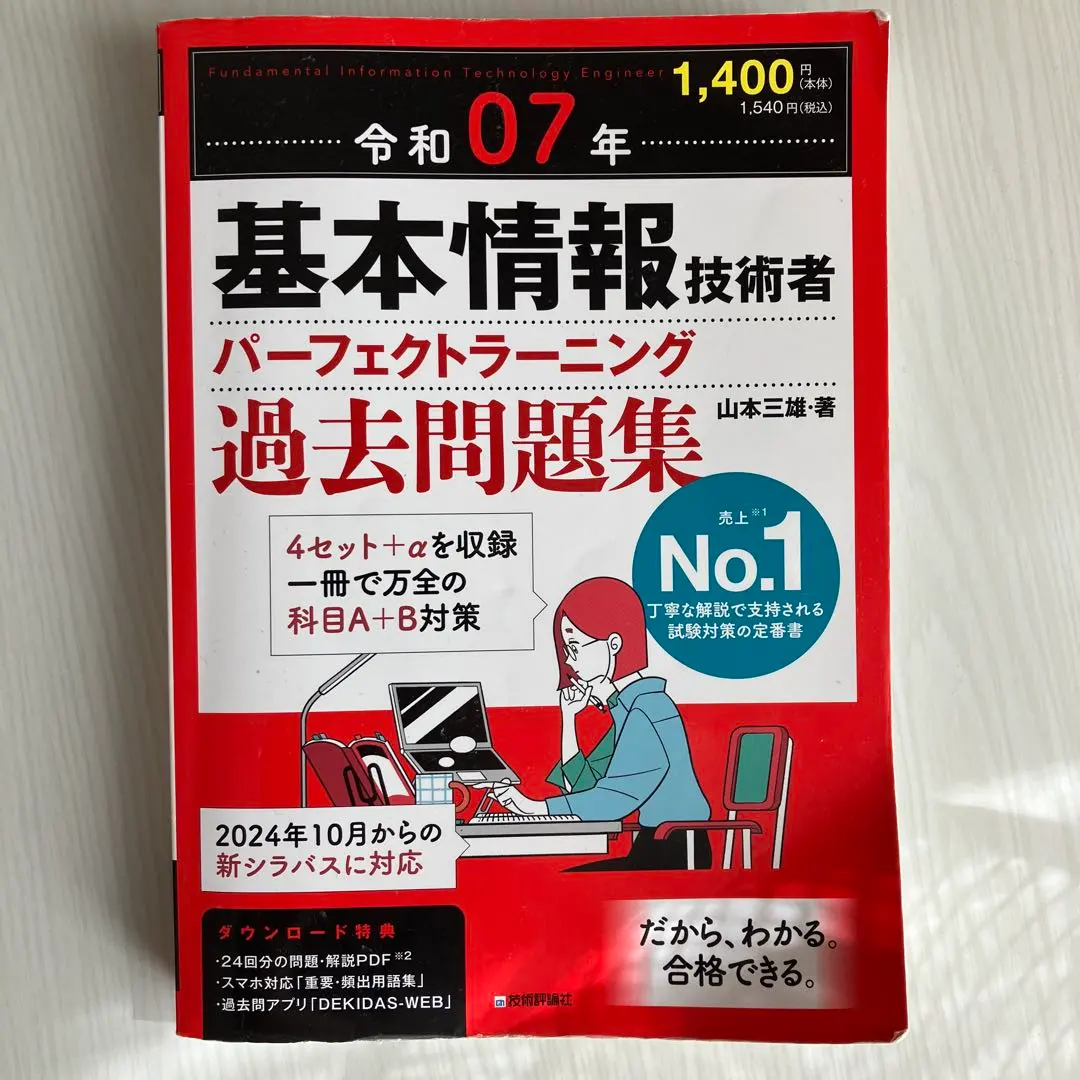 Fundamental Information Technology Engineer
1,400円(本体)
1,540円(税込)
令和07年
基本情報技術者
パーフェクトラーニング
過去問題集
山本三雄・著
4セット+αを収録
一冊で万全の
科目A+B対策
売上※1
No.1
丁寧な解説で支持される
試験対策の定番書
2024年10月からの
新シラバスに対応
ダウンロード特典
・24回分の問題・解説PDF※2
・スマホ対応「重要・頻出用語集」
・過去問アプリ「DEKIDAS-WEB」
だから、わかる。
合格できる。
技術評論社